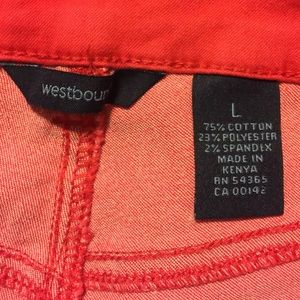 westbour
L
75% COTTON
23% POLYESTER
2% SPANDEX
MADE IN
KENYA
RN 54365
CA 00142